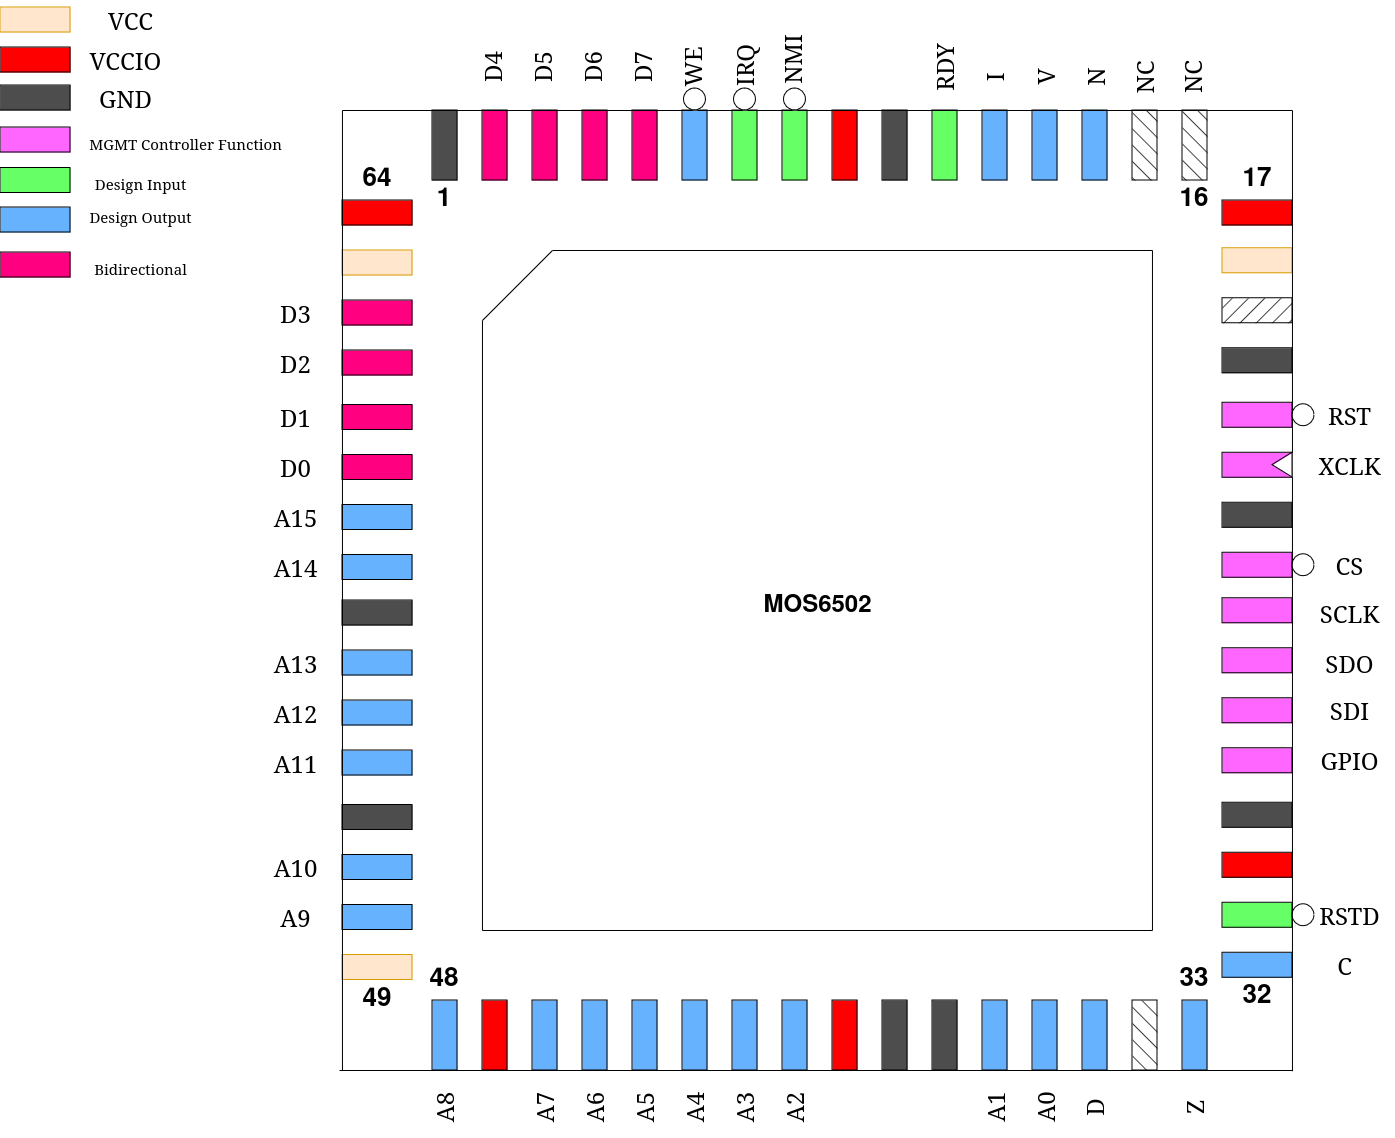 VCC
VCCIO
GND
MGMT Controller Function
Design Input
Design Output
Bidirectional
D4
D5
D6
D7
WE
IRQ
NMI
RDY
I
V
N
NC
NC
64
1
16
17
D3
D2
D1
D0
A15
A14
A13
A12
A11
A10
A9
MOS6502
RST
XCLK
CS
SCLK
SDO
SDI
GPIO
RSTD
C
49
48
33
32
A8
A7
A6
A5
A4
A3
A2
A1
A0
D
Z